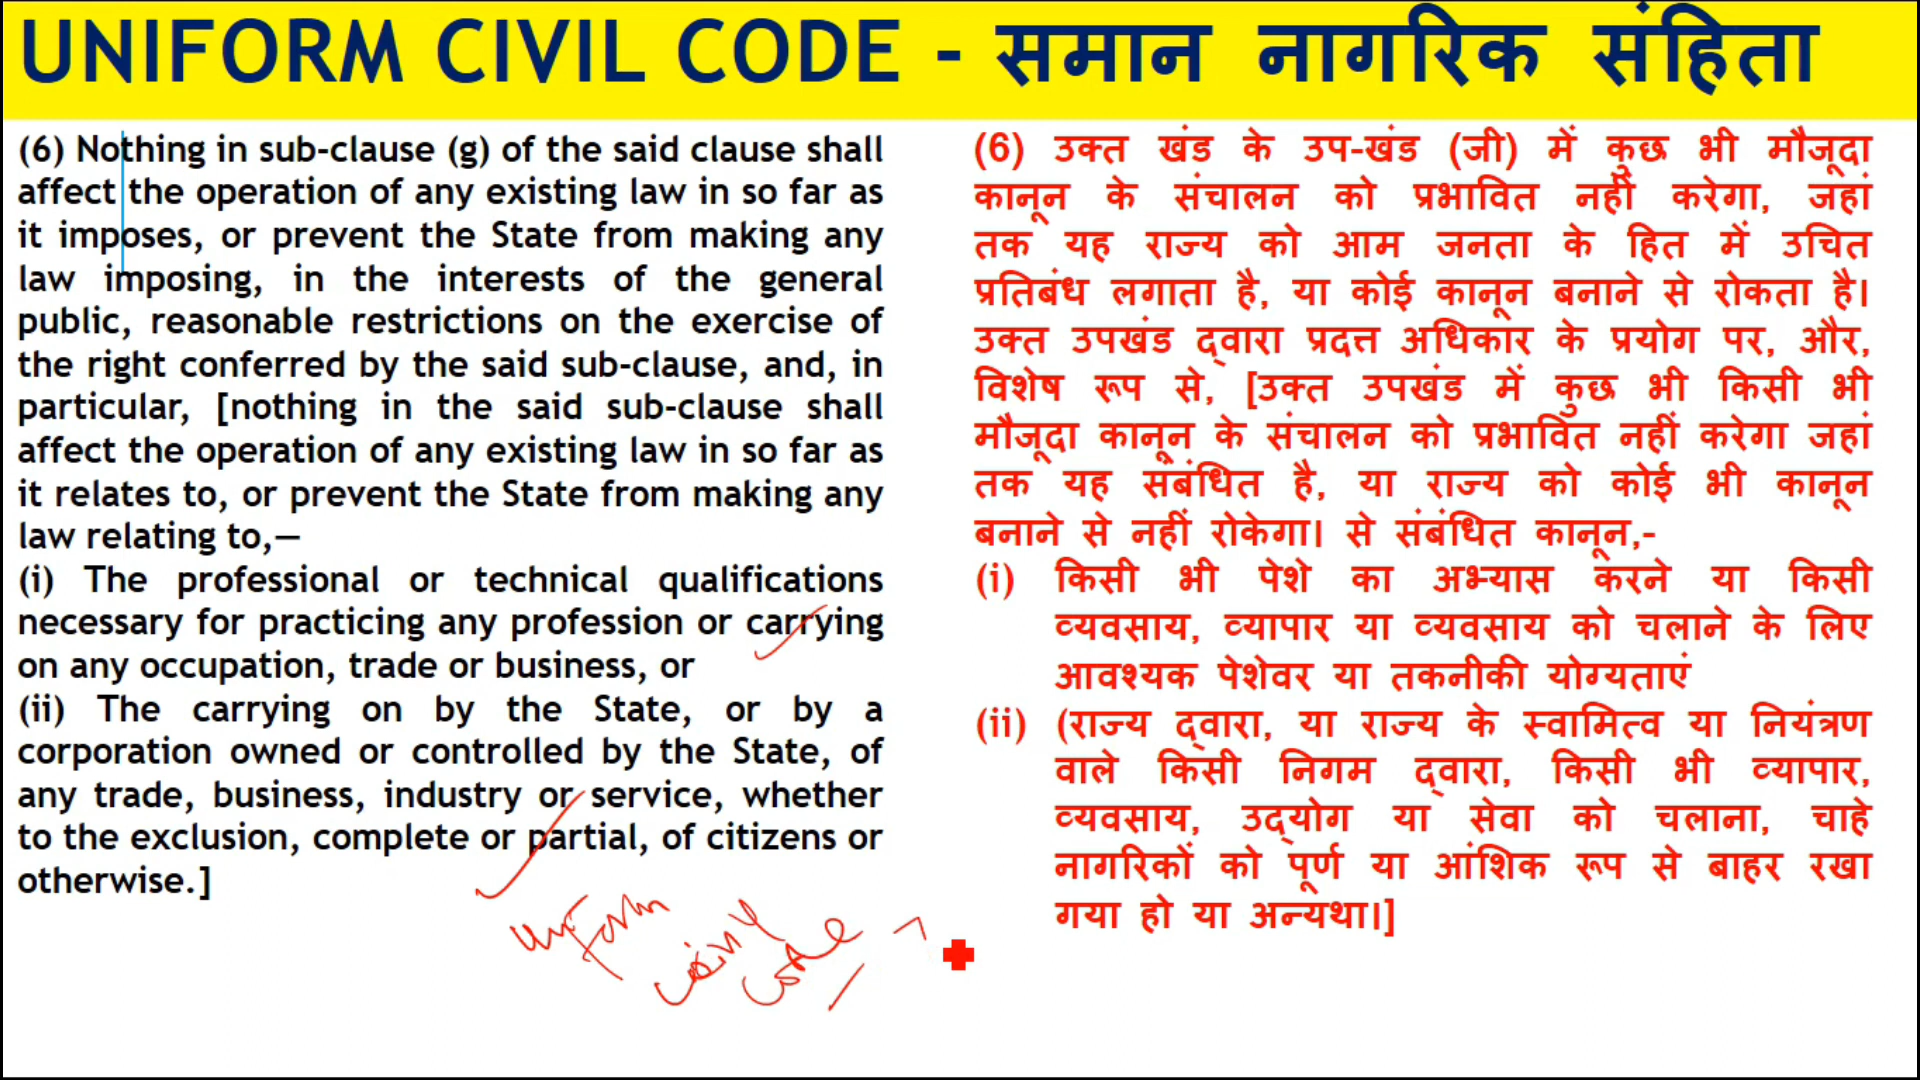 UNIFORM CIVIL CODE - समान नागरिक संहिता
(6) Nothing in sub-clause (g) of the said clause shall
affect the operation of any existing law in so far as
it imposes, or prevent the State from making any
law imposing, in the interests of the general
public, reasonable restrictions on the exercise of
the right conferred by the said sub-clause, and, in
particular, [nothing in the said sub-clause shall
affect the operation of any existing law in so far as
it relates to, or prevent the State from making any
law relating to,—
(i) The professional or technical qualifications
necessary for practicing any profession or carrying
on any occupation, trade or business, or
(ii) The carrying on by the State, or by a
corporation owned or controlled by the State, of
any trade, business, industry or service, whether
to the exclusion, complete or partial, of citizens or
otherwise.]
(6) उक्त खंड के उप-खंड (जी) में कुछ भी मौजूदा
कानून के संचालन को प्रभावित नहीं करेगा, जहां
तक यह राज्य को आम जनता के हित में उचित
प्रतिबंध लगाता है, या कोई कानून बनाने से रोकता है।
उक्त उपखंड द्वारा प्रदत्त अधिकार के प्रयोग पर, और,
विशेष रूप से, [उक्त उपखंड में कुछ भी किसी भी
मौजूदा कानून के संचालन को प्रभावित नहीं करेगा जहां
तक यह संबंधित है, या राज्य को कोई भी कानून
बनाने से नहीं रोकेगा। से संबंधित कानून,-
(i) किसी भी पेशे का अभ्यास करने या किसी
व्यवसाय, व्यापार या व्यवसाय को चलाने के लिए
आवश्यक पेशेवर या तकनीकी योग्यताएं
(ii) (राज्य द्वारा, या राज्य के स्वामित्व या नियंत्रण
वाले किसी निगम द्वारा, किसी भी व्यापार,
व्यवसाय, उद्योग या सेवा को चलाना, चाहे
नागरिकों को पूर्ण या आंशिक रूप से बाहर रखा
गया हो या अन्यथा।]
uniform civil code